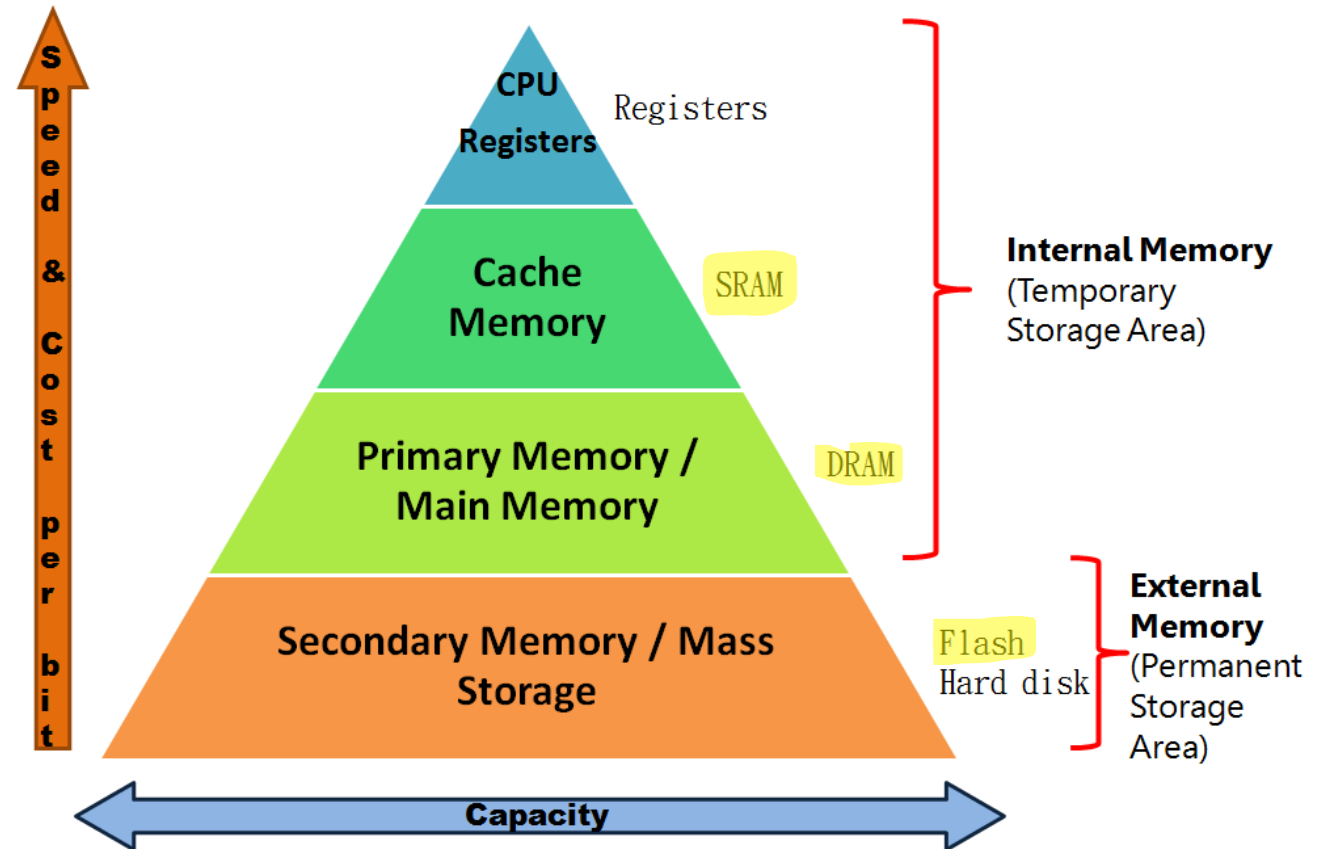 Speed & Cost per bit
CPU
Registers
Registers
Cache
Memory
SRAM
Primary Memory /
Main Memory
DRAM
Internal Memory
(Temporary
Storage Area)
Secondary Memory / Mass
Storage
Flash
Hard disk
External
Memory
(Permanent
Storage
Area)
Capacity